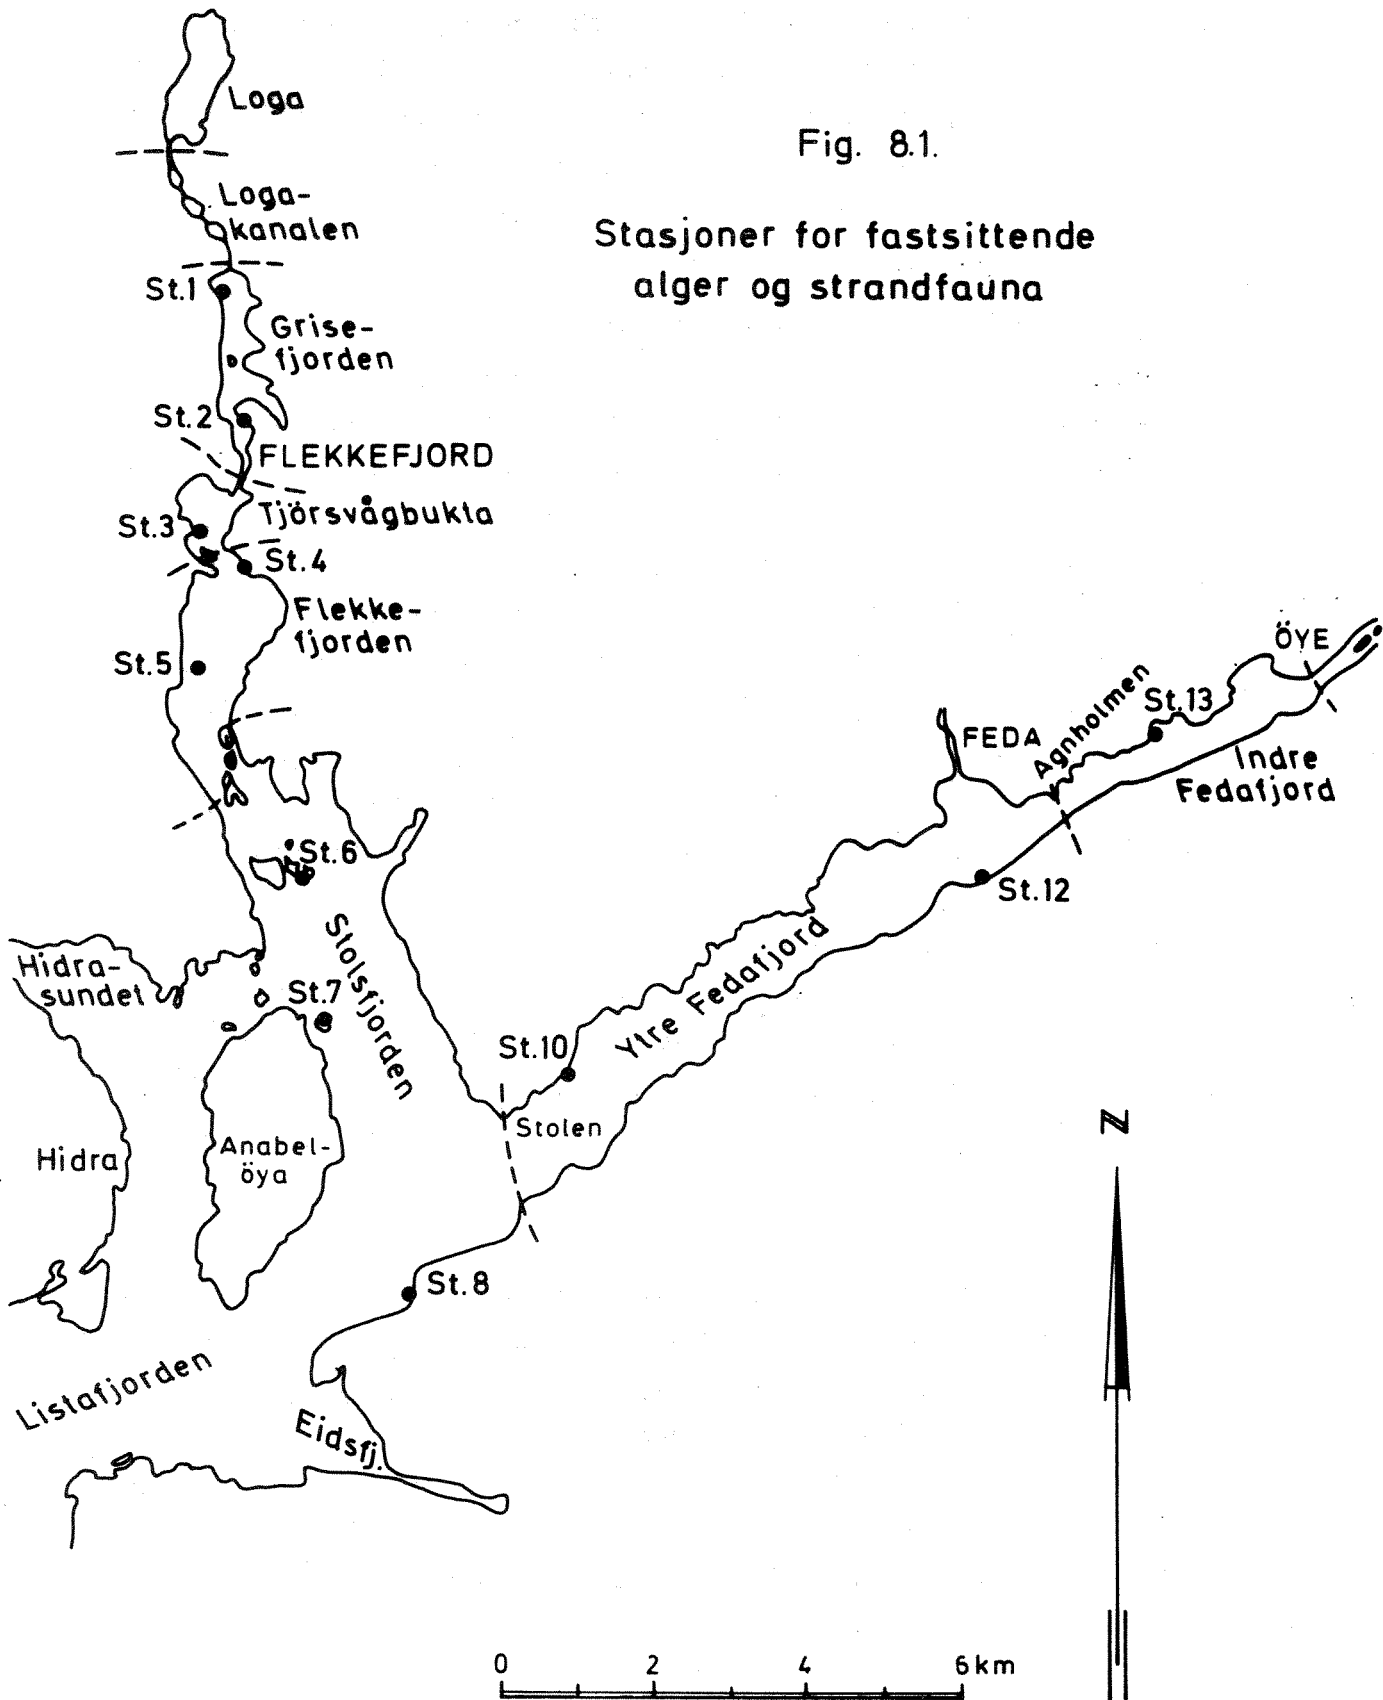 Loga
Fig. 8.1.
Loga-
kanalen
Stasjoner for fastsittende
alger og strandfauna
St.1
Grise-
fjorden
St.2
FLEKKEFJORD
Tjörsvågbukta
St.3
St.4
Flekke-
fjorden
St.5
ÖYE
Agnholmen
St.13
FEDA
Indre
Fedafjord
St.6
St.12
Stolsfjorden
Hidra-
sundet
St.7
Ytre Fedafjord
St.10
Stolen
Hidra
Anabel-
öya
N
St.8
Listafjorden
Eidsfj.
0 2 4 6 km